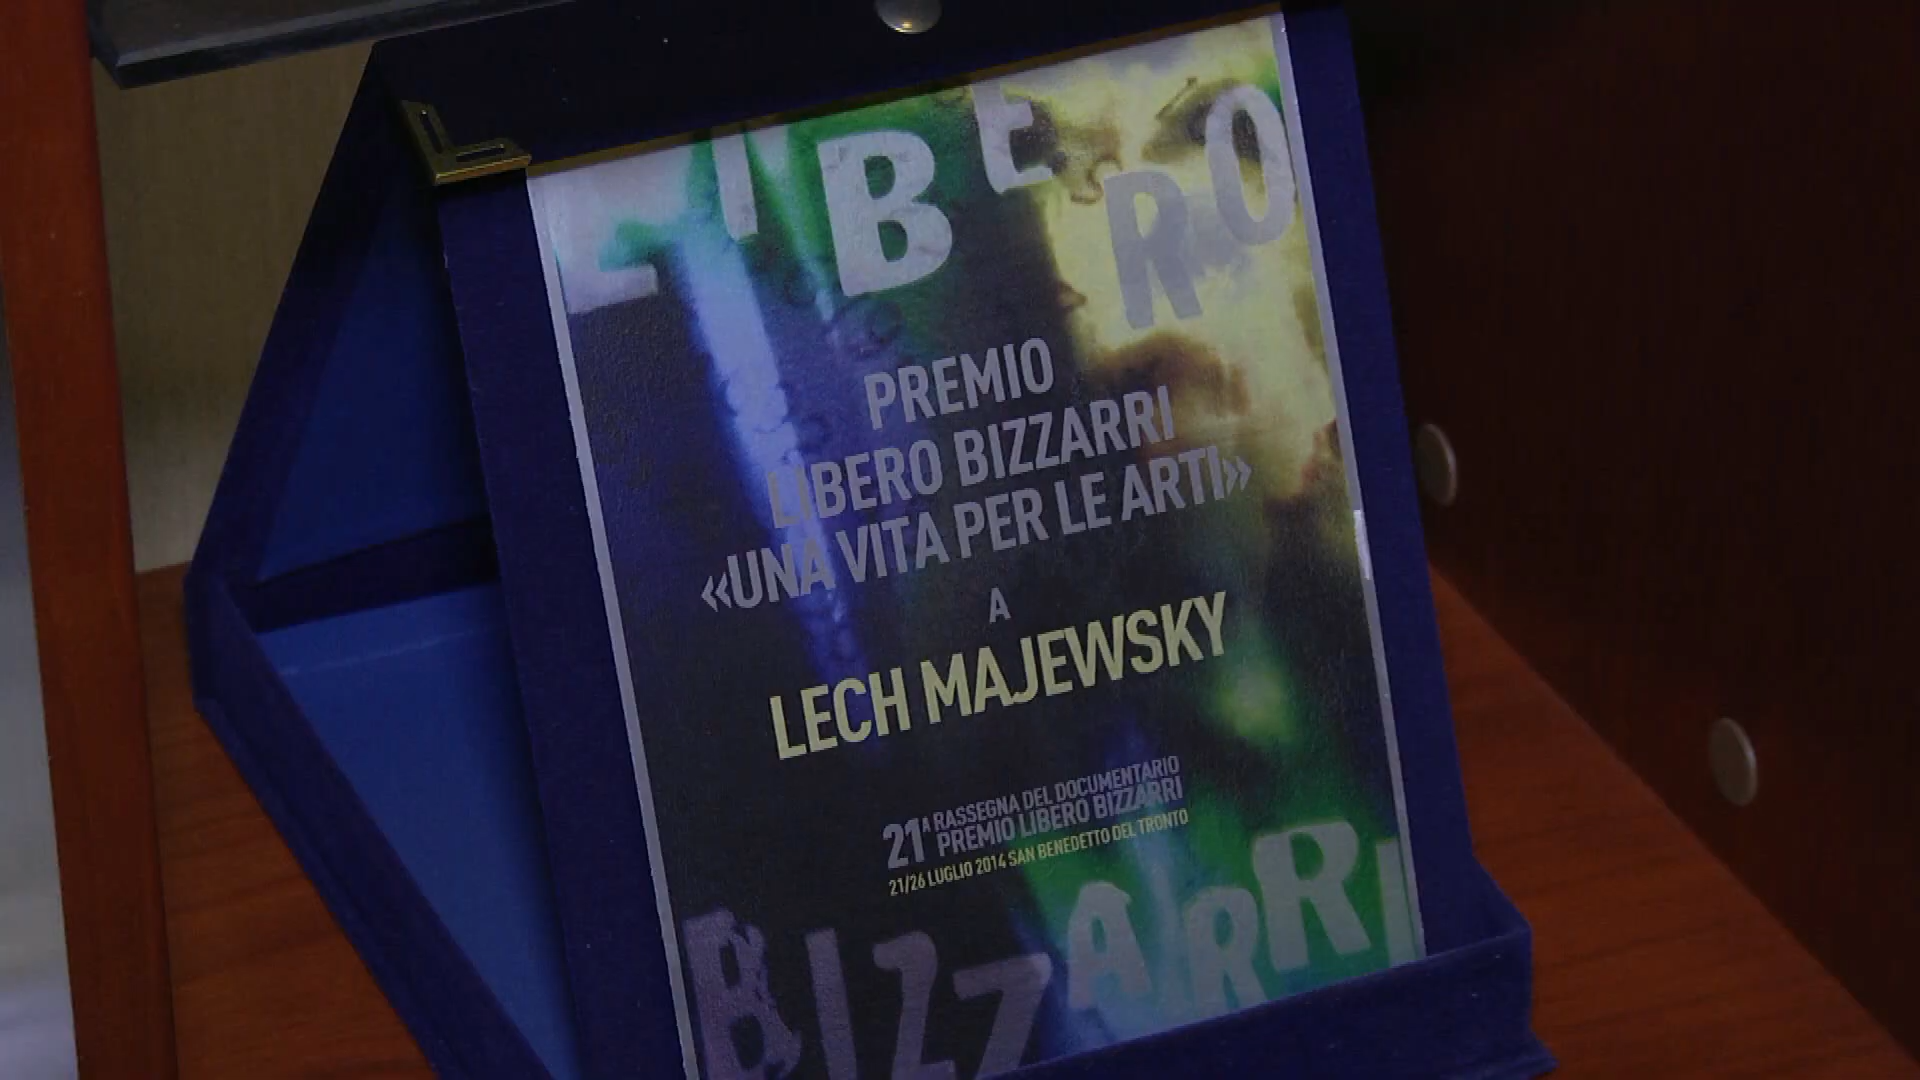 LIBERO
PREMIO
LIBERO BIZZARRI
«UNA VITA PER LE ARTI»
A
LECH MAJEWSKY
21ᴬ RASSEGNA DEL DOCUMENTARIO
PREMIO LIBERO BIZZARRI
21/26 LUGLIO 2014 SAN BENEDETTO DEL TRONTO
BIZZARRI